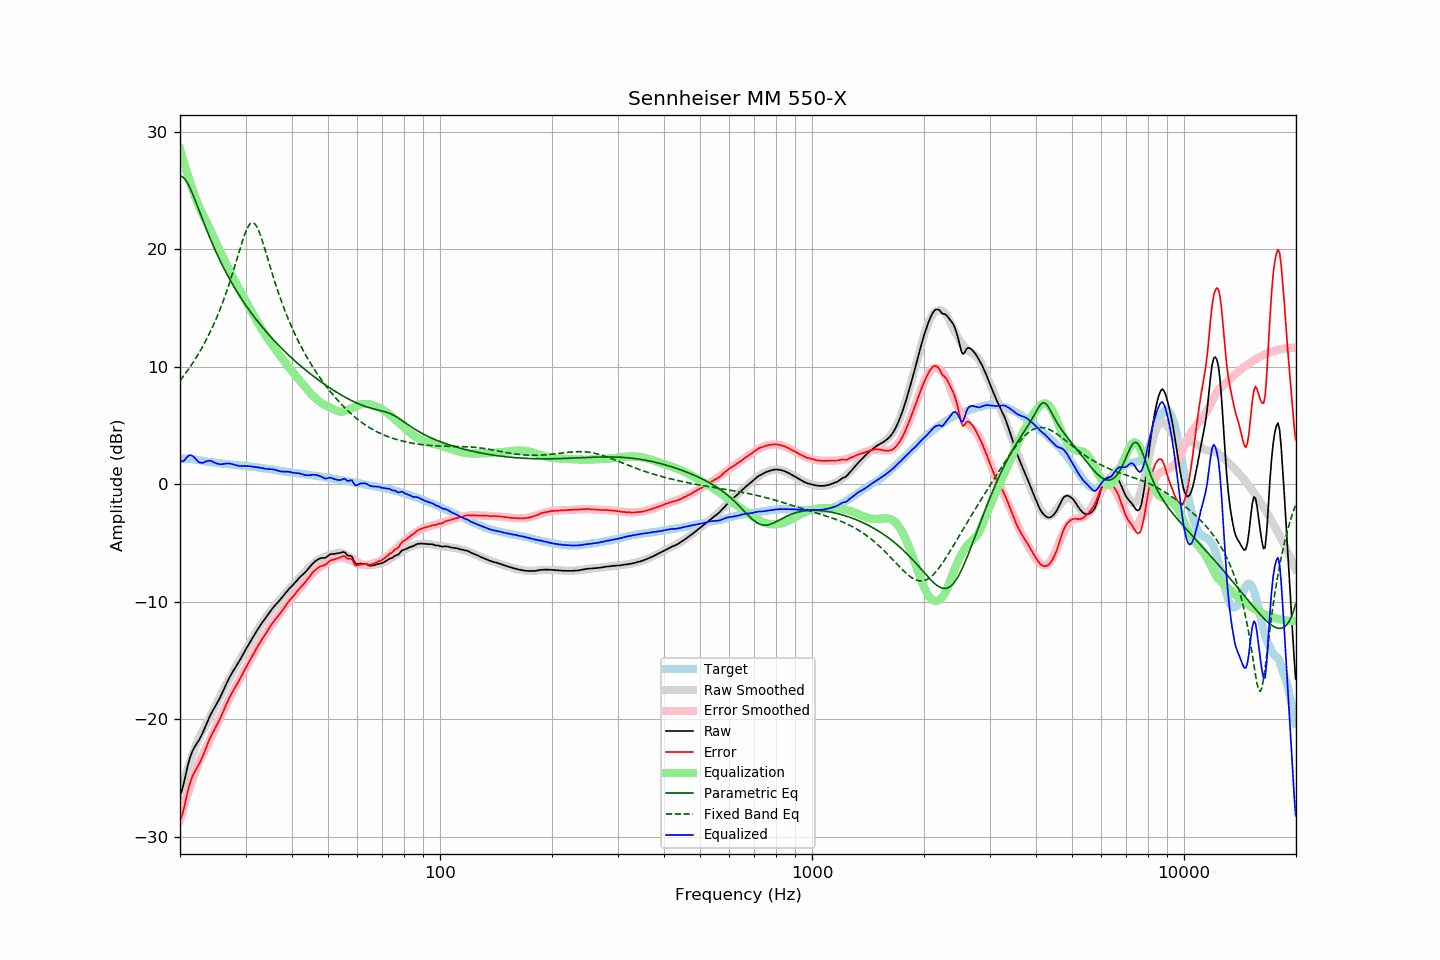 Sennheiser MM 550-X
Amplitude (dBr)
30
20
10
0
−10
−20
−30
100
1000
10000
Frequency (Hz)
Target
Raw Smoothed
Error Smoothed
Raw
Error
Equalization
Parametric Eq
Fixed Band Eq
Equalized